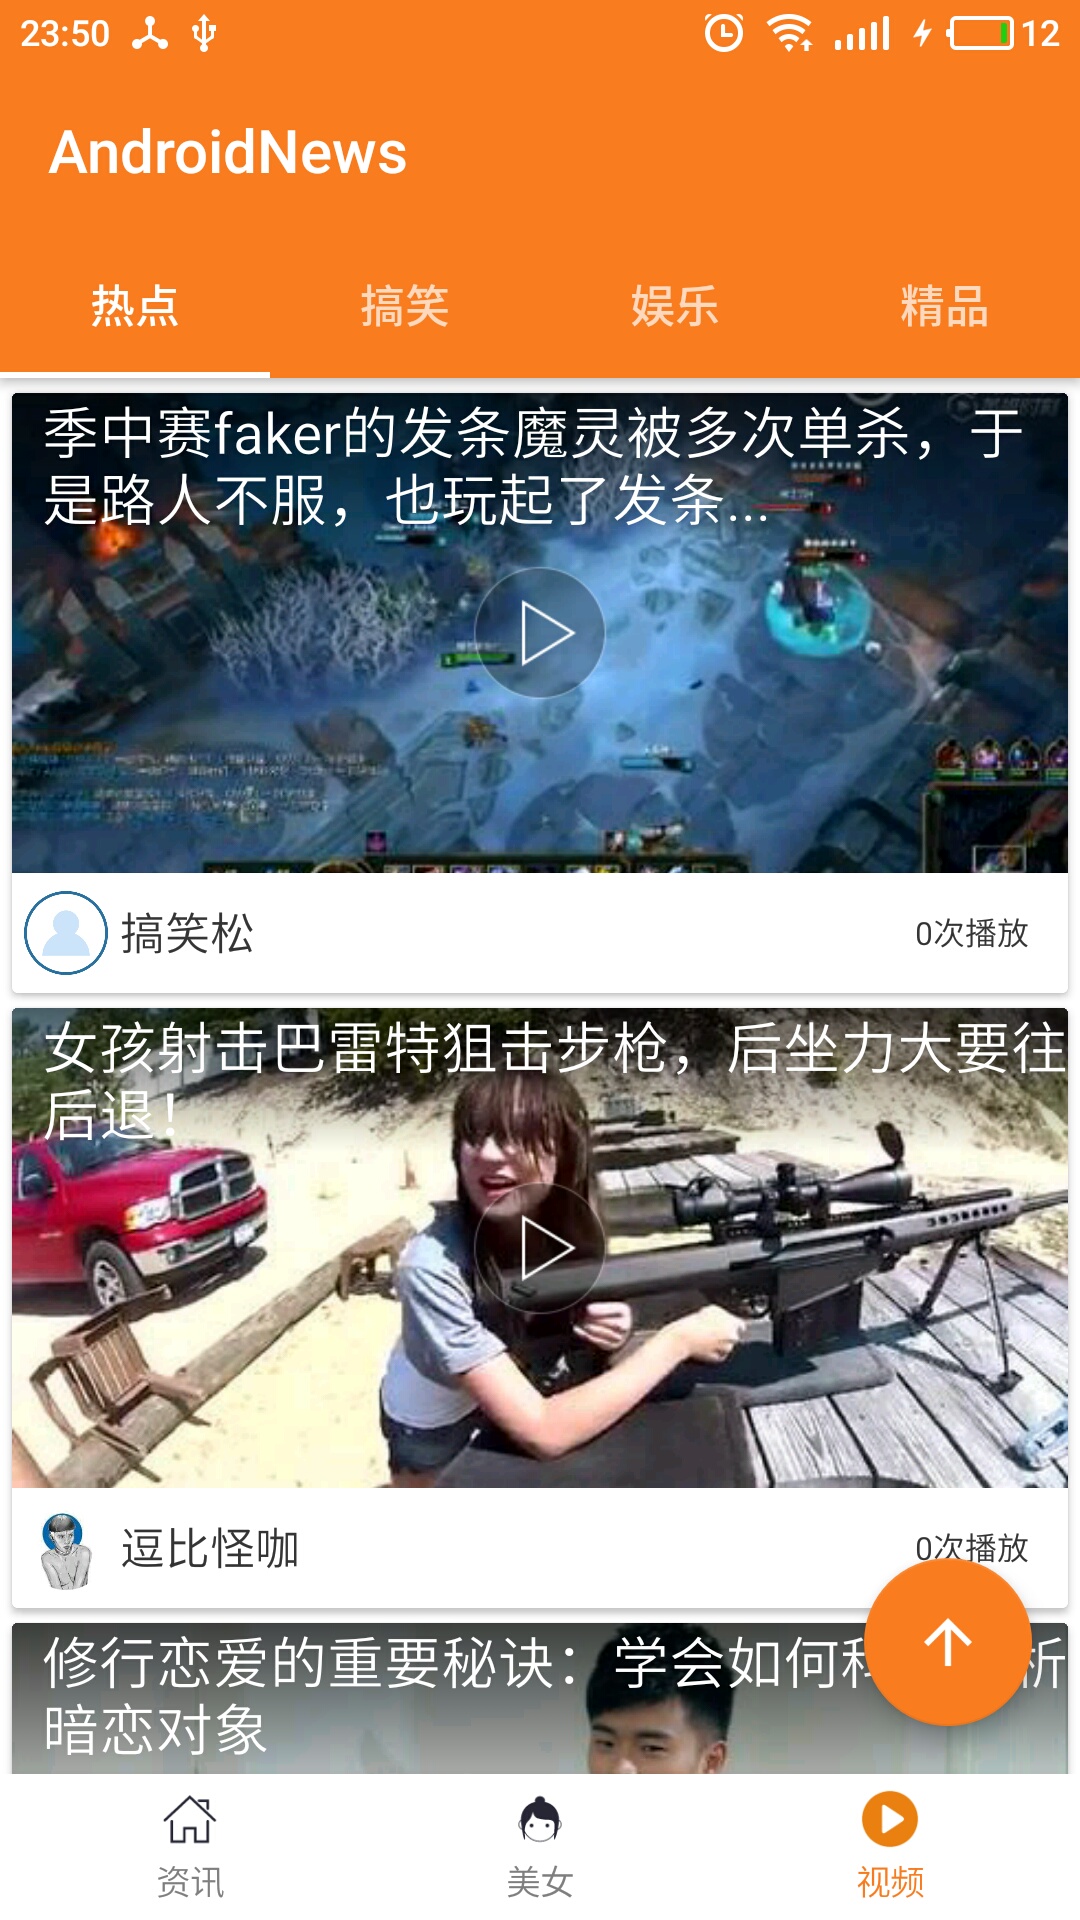 23:50
12
AndroidNews
热点
搞笑
娱乐
精品
季中赛faker的发条魔灵被多次单杀，于
是路人不服，也玩起了发条...
搞笑松
0次播放
女孩射击巴雷特狙击步枪，后坐力大要往
后退！
逗比怪咖
0次播放
修行恋爱的重要秘诀：学会如何科 析
暗恋对象
资讯
美女
视频